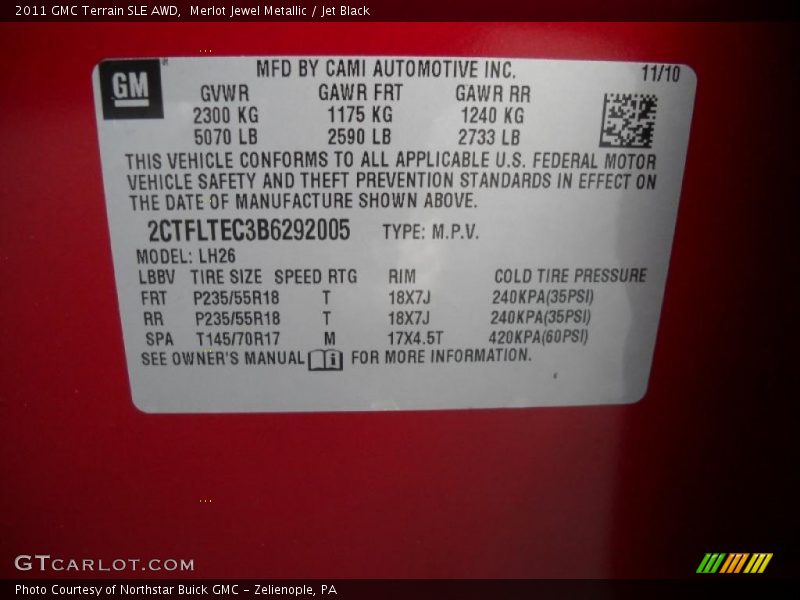 2011 GMC Terrain SLE AWD,  Merlot Jewel Metallic / Jet Black
GM
MFD BY CAMI AUTOMOTIVE INC. 11/10
GVWR GAWR FRT GAWR RR
2300 KG 1175 KG 1240 KG
5070 LB 2590 LB 2733 LB
THIS VEHICLE CONFORMS TO ALL APPLICABLE U.S. FEDERAL MOTOR
VEHICLE SAFETY AND THEFT PREVENTION STANDARDS IN EFFECT ON
THE DATE OF MANUFACTURE SHOWN ABOVE.
2CTFLTEC3B6292005 TYPE: M.P.V.
MODEL: LH26
LBBV TIRE SIZE SPEED RTG RIM COLD TIRE PRESSURE
FRT P235/55R18 T 18X7J 240KPA(35PSI)
RR P235/55R18 T 18X7J 240KPA(35PSI)
SPA T145/70R17 M 17X4.5T 420KPA(60PSI)
SEE OWNER'S MANUAL i FOR MORE INFORMATION.
GTCARLOT.COM
Photo Courtesy of Northstar Buick GMC - Zelienople, PA